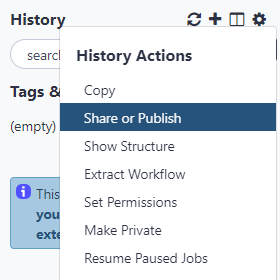 History
search
History Actions
Tags &
Copy
(empty)
Share or Publish
Show Structure
Extract Workflow
This
Set Permissions
you
Make Private
exte
Resume Paused Jobs